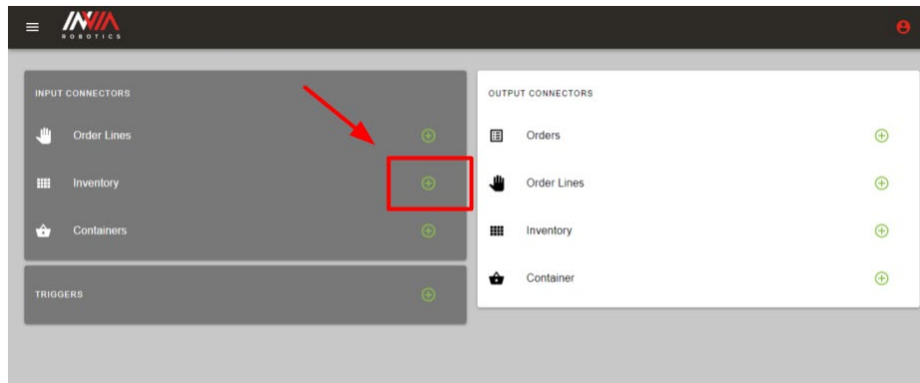 INVIA
ROBOTICS
INPUT CONNECTORS
Order Lines
Inventory
Containers
TRIGGERS
OUTPUT CONNECTORS
Orders
Order Lines
Inventory
Container